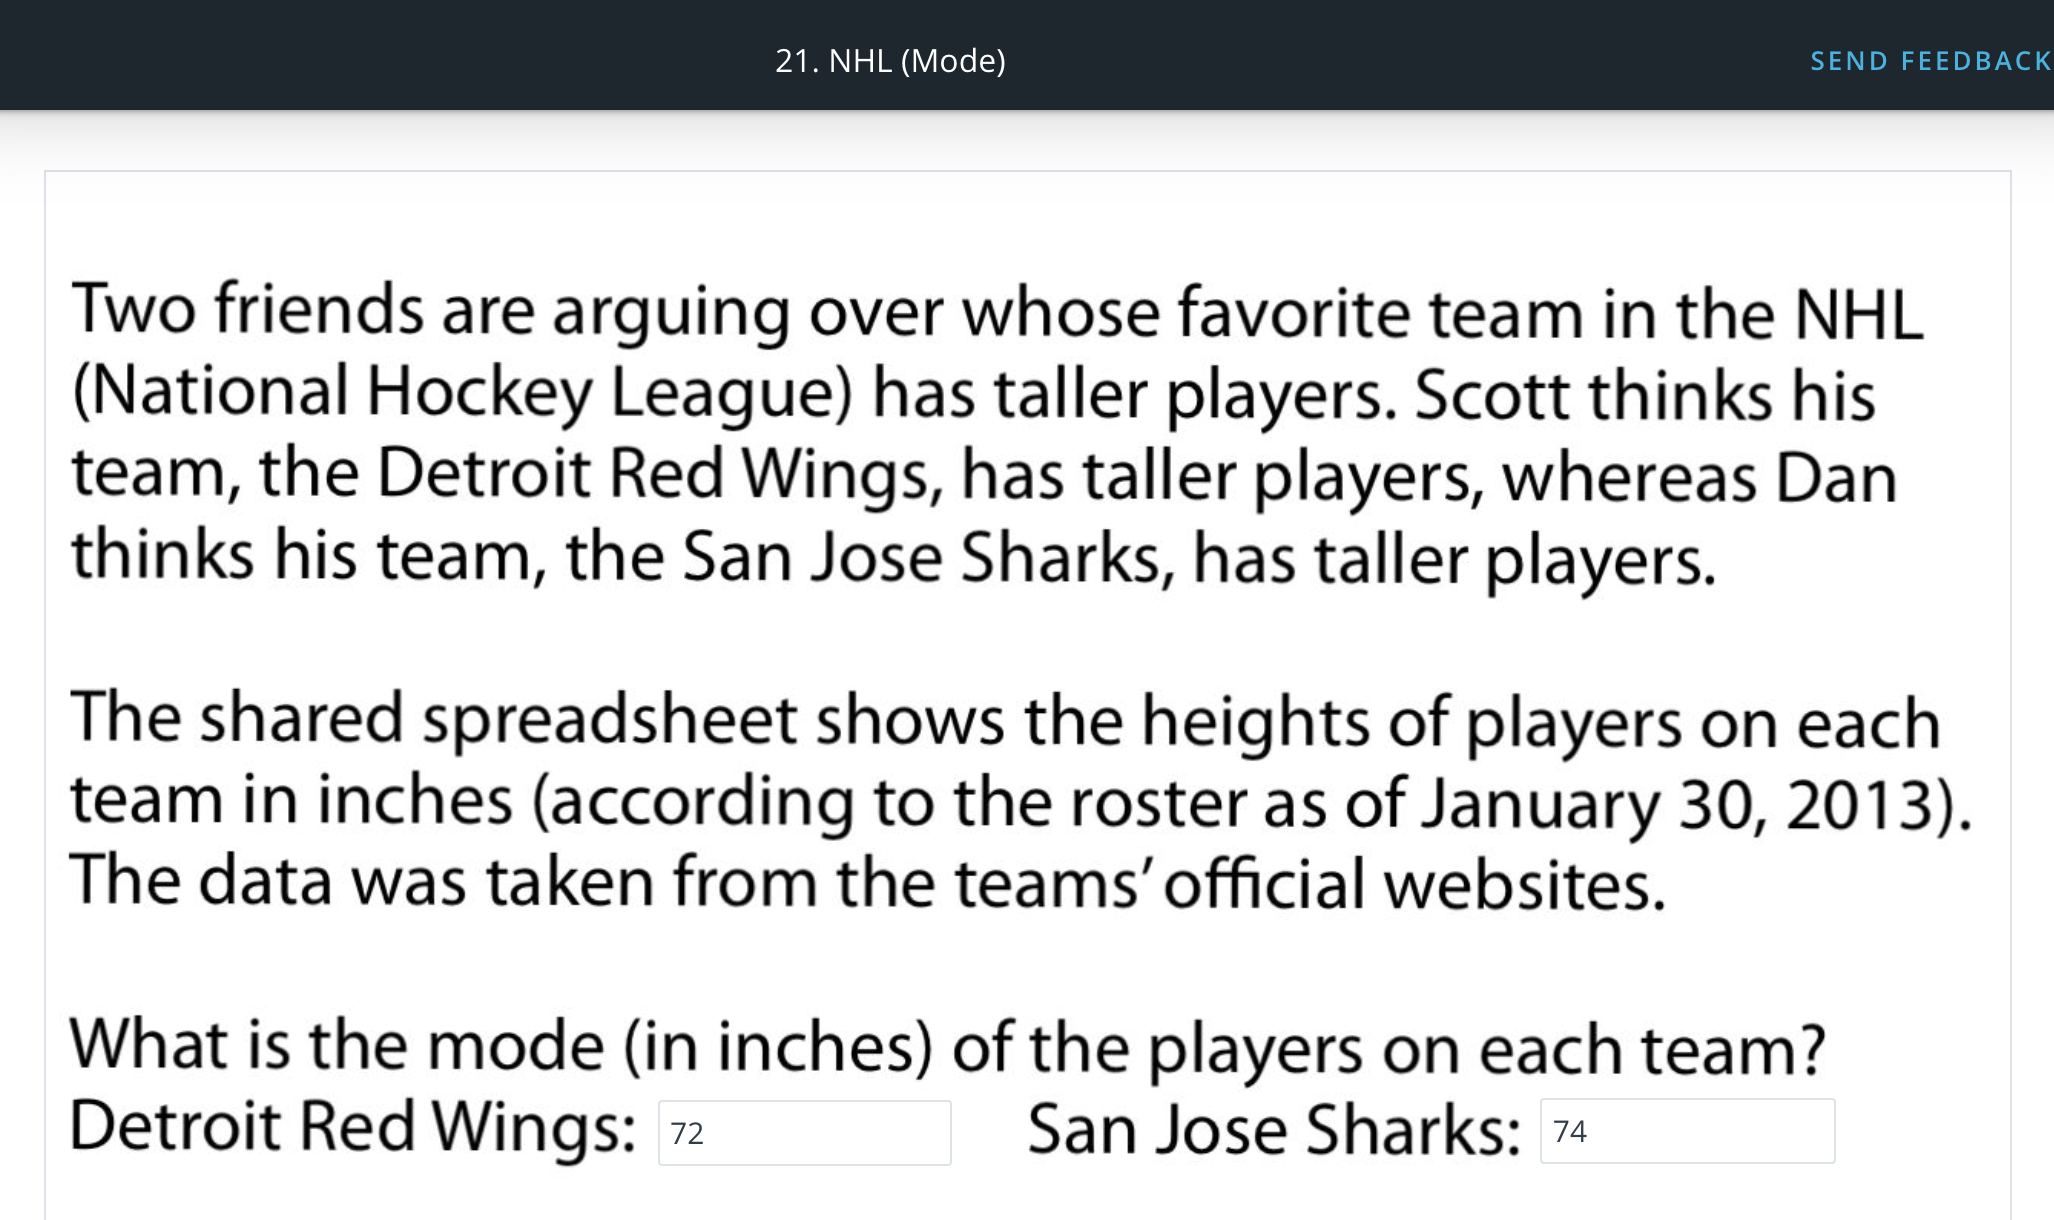 21. NHL (Mode)
SEND FEEDBACK
Two friends are arguing over whose favorite team in the NHL
(National Hockey League) has taller players. Scott thinks his
team, the Detroit Red Wings, has taller players, whereas Dan
thinks his team, the San Jose Sharks, has taller players.
The shared spreadsheet shows the heights of players on each
team in inches (according to the roster as of January 30, 2013).
The data was taken from the teams’ official websites.
What is the mode (in inches) of the players on each team?
Detroit Red Wings: 72 San Jose Sharks: 74